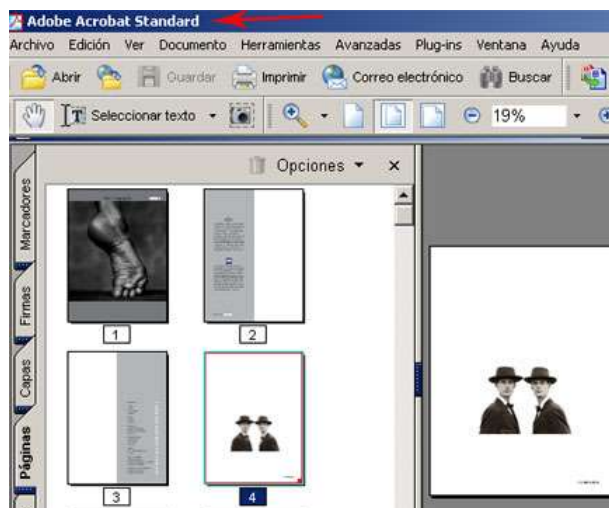 Adobe Acrobat Standard
Archivo Edición Ver Documento Herramientas Avanzadas Plug-ins Ventana Ayuda
Abrir Guardar Imprimir Correo electrónico Buscar
Seleccionar texto 19%
Opciones
Marcadores
Firmas
Capas
Páginas
1
2
3
4